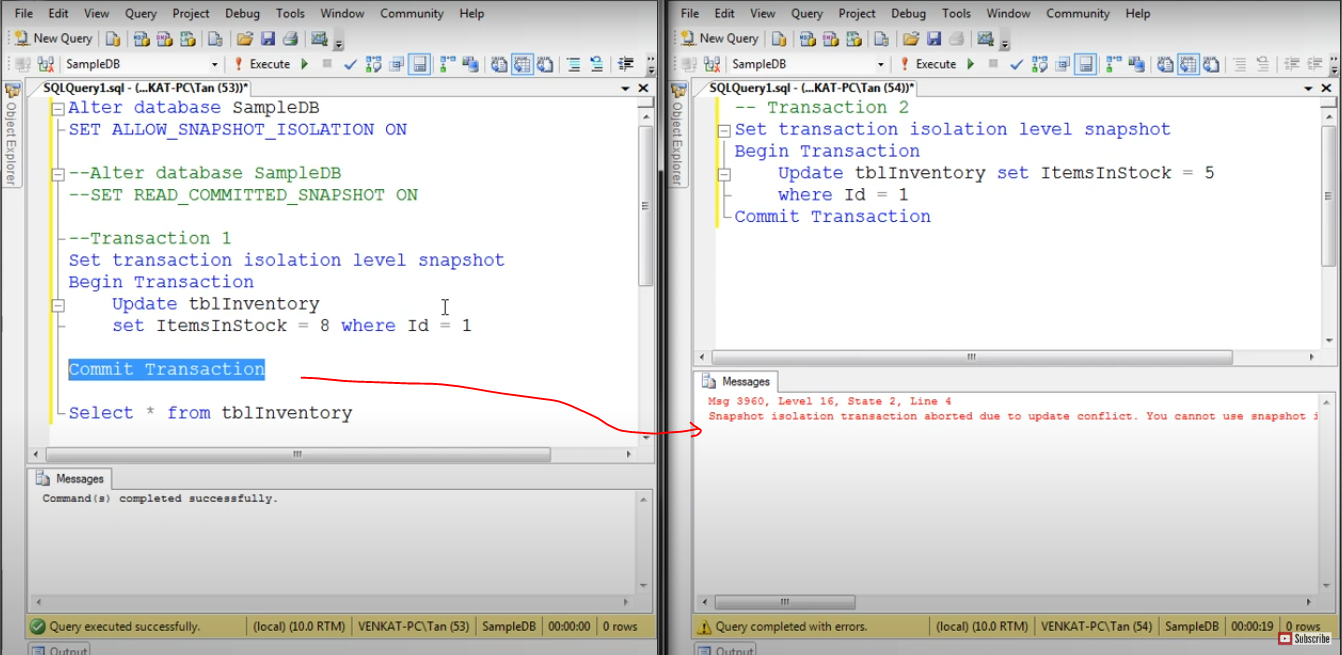 File Edit View Query Project Debug Tools Window Community Help
New Query
SampleDB Execute
SQLQuery1.sql - (...KAT-PC\Tan (53))*
Object Explorer
Alter database SampleDB
SET ALLOW_SNAPSHOT_ISOLATION ON
--Alter database SampleDB
--SET READ_COMMITTED_SNAPSHOT ON
--Transaction 1
Set transaction isolation level snapshot
Begin Transaction
Update tblInventory
set ItemsInStock = 8 where Id = 1
Commit Transaction
Select * from tblInventory
Messages
Command(s) completed successfully.
Query executed successfully. (local) (10.0 RTM) VENKAT-PC\Tan (53) SampleDB 00:00:00 0 rows
Output
File Edit View Query Project Debug Tools Window Community Help
New Query
SampleDB Execute
SQLQuery1.sql - (...KAT-PC\Tan (54))*
Object Explorer
-- Transaction 2
Set transaction isolation level snapshot
Begin Transaction
Update tblInventory set ItemsInStock = 5
where Id = 1
Commit Transaction
Messages
Msg 3960, Level 16, State 2, Line 4
Snapshot isolation transaction aborted due to update conflict. You cannot use snapshot i
Query completed with errors. (local) (10.0 RTM) VENKAT-PC\Tan (54) SampleDB 00:00:19 0 rows
Subscribe
Output